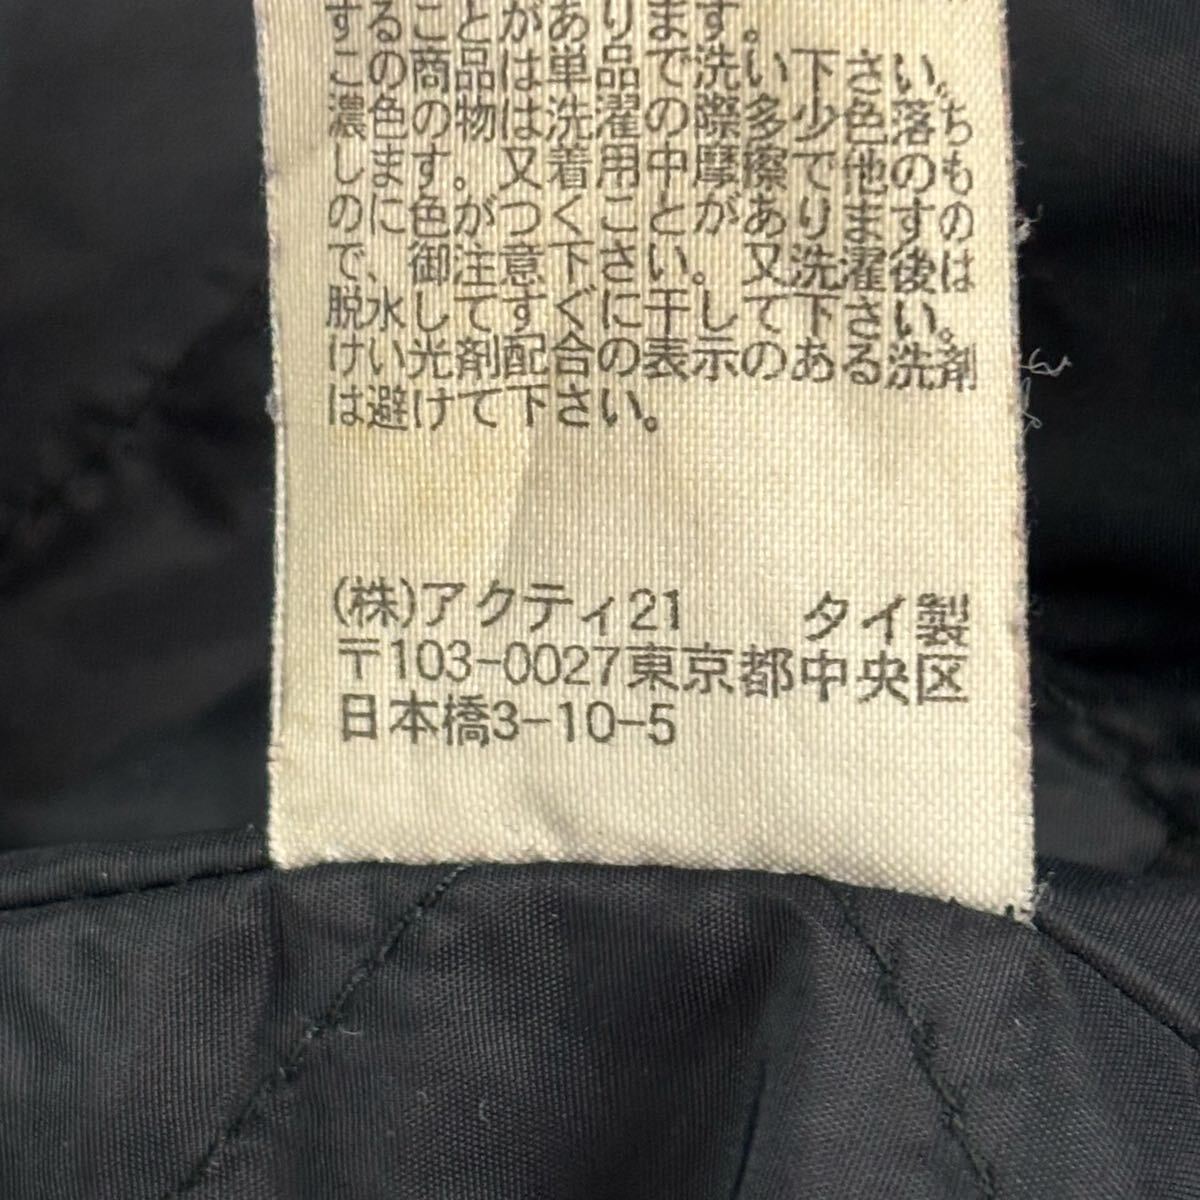 することがあります。
この商品は単品で洗い下さい。
濃色の物は洗濯の際多少色落ち
します。又着用中の摩擦で他のもの
のに色がつくことがあります。洗濯後は
で、御注意下さい。又洗濯後は
脱水してすぐに干して下さい。
けい光剤配合の表示のある洗剤
は避けて下さい。
(株)アクティ21 タイ製
〒103-0027東京都中央区
日本橋3-10-5